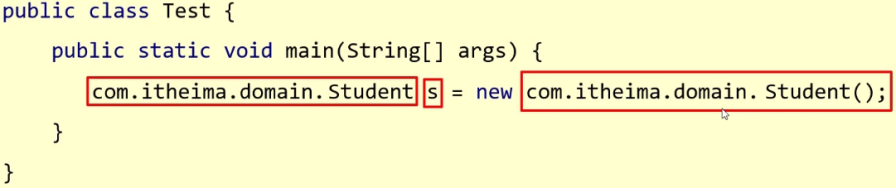 public class Test {
public static void main(String[] args) {
com.itheima.domain.Student s = new com.itheima.domain. Student();
}
}